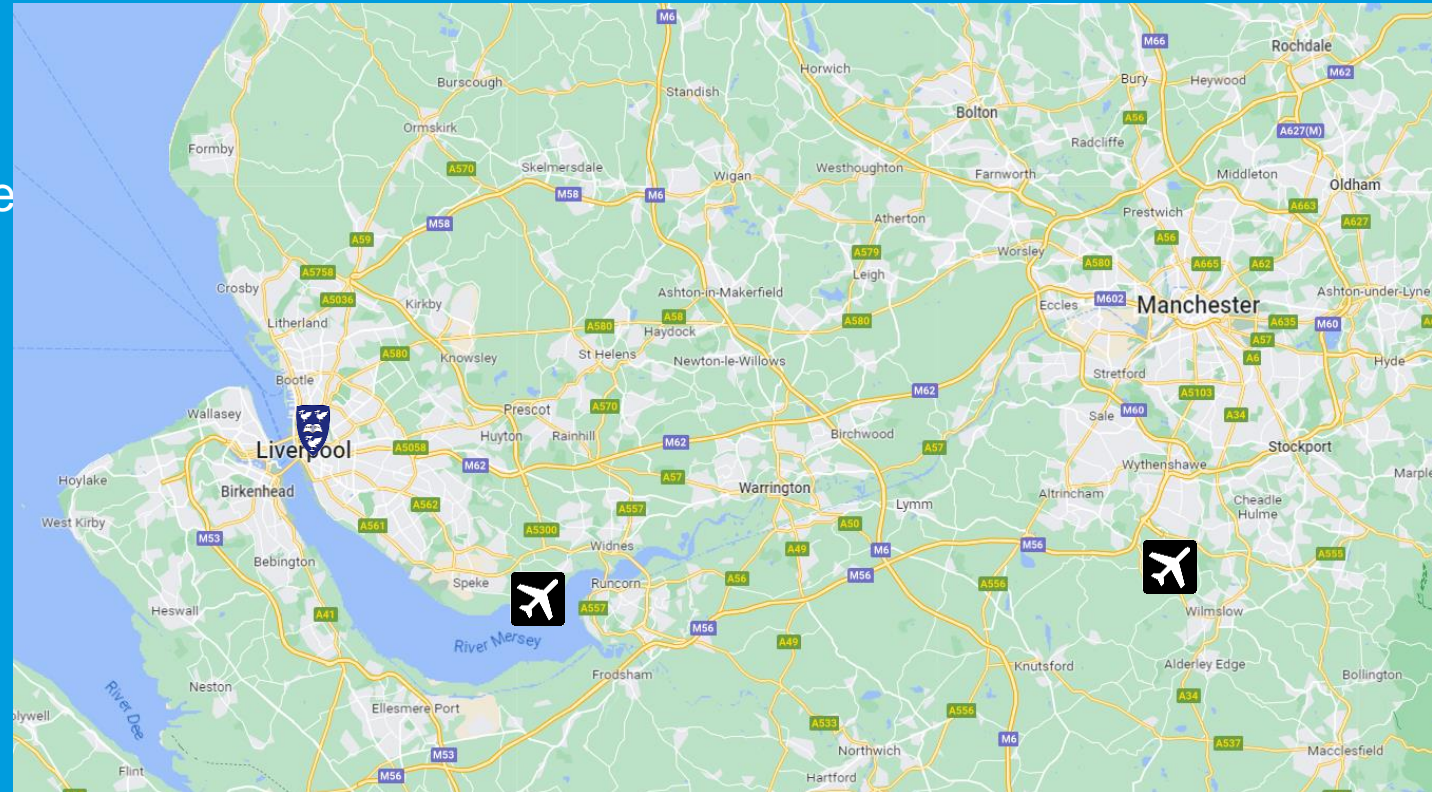 e
M6
M66
Rochdale
Horwich
M62
Burscough
Bury
Heywood
Standish
Bolton
A56
Ormskirk
A627(M)
Formby
Radcliffe
A570
Skelmersdale
Westhoughton
Farnworth
Middleton
Wigan
Oldham
M58
M6
A663
Prestwich
A627
M58
Atherton
A59
A56
Worsley
A579
A580
A665
A62
A5758
Leigh
Crosby
Ashton-in-Makerfield
Ashton-under-Lyne
A5036
Kirkby
Eccles
M602
Manchester
Litherland
A58
A580
A635
M60
A
A580
Haydock
A57
A580
Knowsley
St Helens
Newton-le-Willows
A6
Hyde
Stretford
Bootle
M62
A5103
Prescot
A570
Wallasey
Sale
M60
A34
Huyton
Rainhill
M62
Birchwood
Liverpool
A5058
A57
Stockport
M62
Wythenshawe
Hoylake
A57
Marple
Birkenhead
Warrington
Altrincham
A562
Lymm
Cheadle
Hulme
A557
West Kirby
A561
A50
A5300
M53
Widnes
A49
M6
M56
A555
Bebington
Speke
Runcorn
A56
M56
A556
Heswall
A41
A557
Wilmslow
M56
River Mersey
A49
Knutsford
Alderley Edge
Frodsham
Bollington
Neston
River Dee
A34
Ellesmere Port
A556
olywell
A533
M6
A537
Northwich
Macclesfield
M53
Flint
M56
Hartford